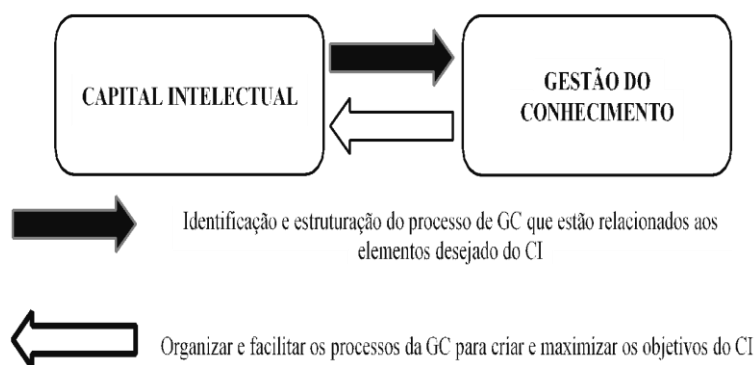 CAPITAL INTELECTUAL
GESTÃO DO
CONHECIMENTO
Identificação e estruturação do processo de GC que estão relacionados aos
elementos desejado do CI
Organizar e facilitar os processos da GC para criar e maximizar os objetivos do CI